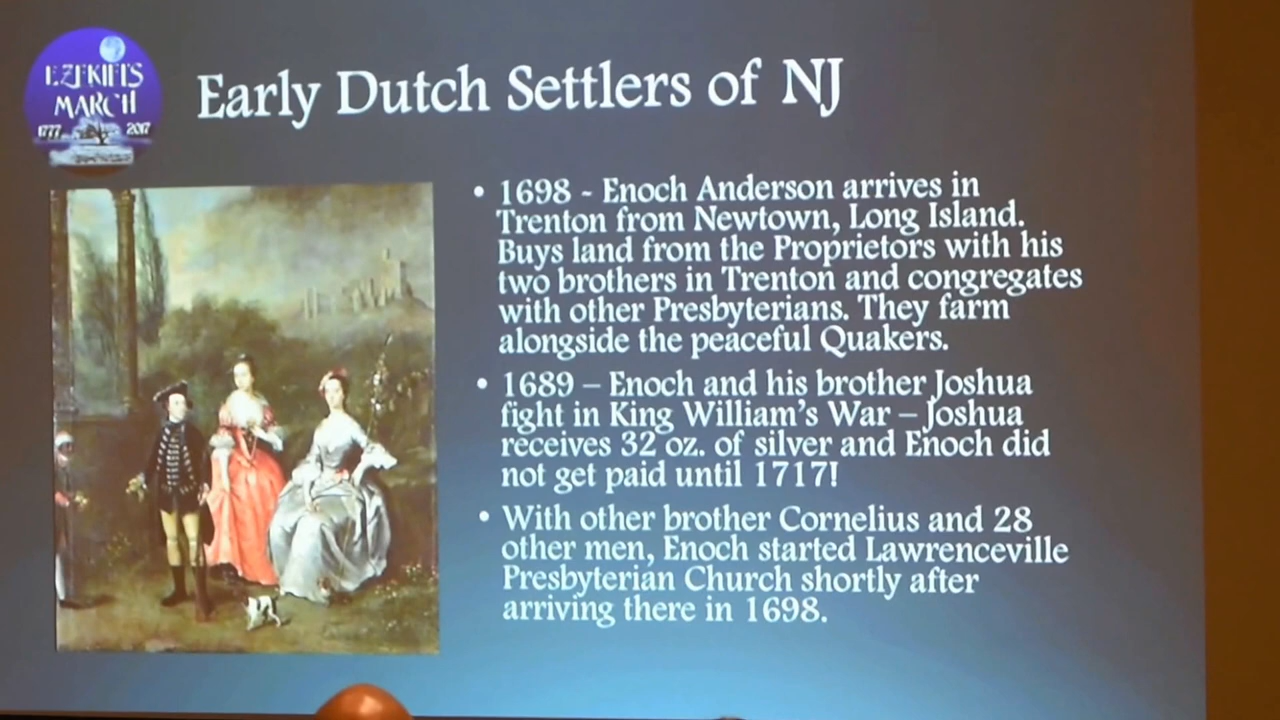 EZEKIEL'S
MARCH
1777 2017
Early Dutch Settlers of NJ
• 1698 - Enoch Anderson arrives in
Trenton from Newtown, Long Island.
Buys land from the Proprietors with his
two brothers in Trenton and congregates
with other Presbyterians. They farm
alongside the peaceful Quakers.
• 1689 – Enoch and his brother Joshua
fight in King William's War – Joshua
receives 32 oz. of silver and Enoch did
not get paid until 1717!
• With other brother Cornelius and 28
other men, Enoch started Lawrenceville
Presbyterian Church shortly after
arriving there in 1698.